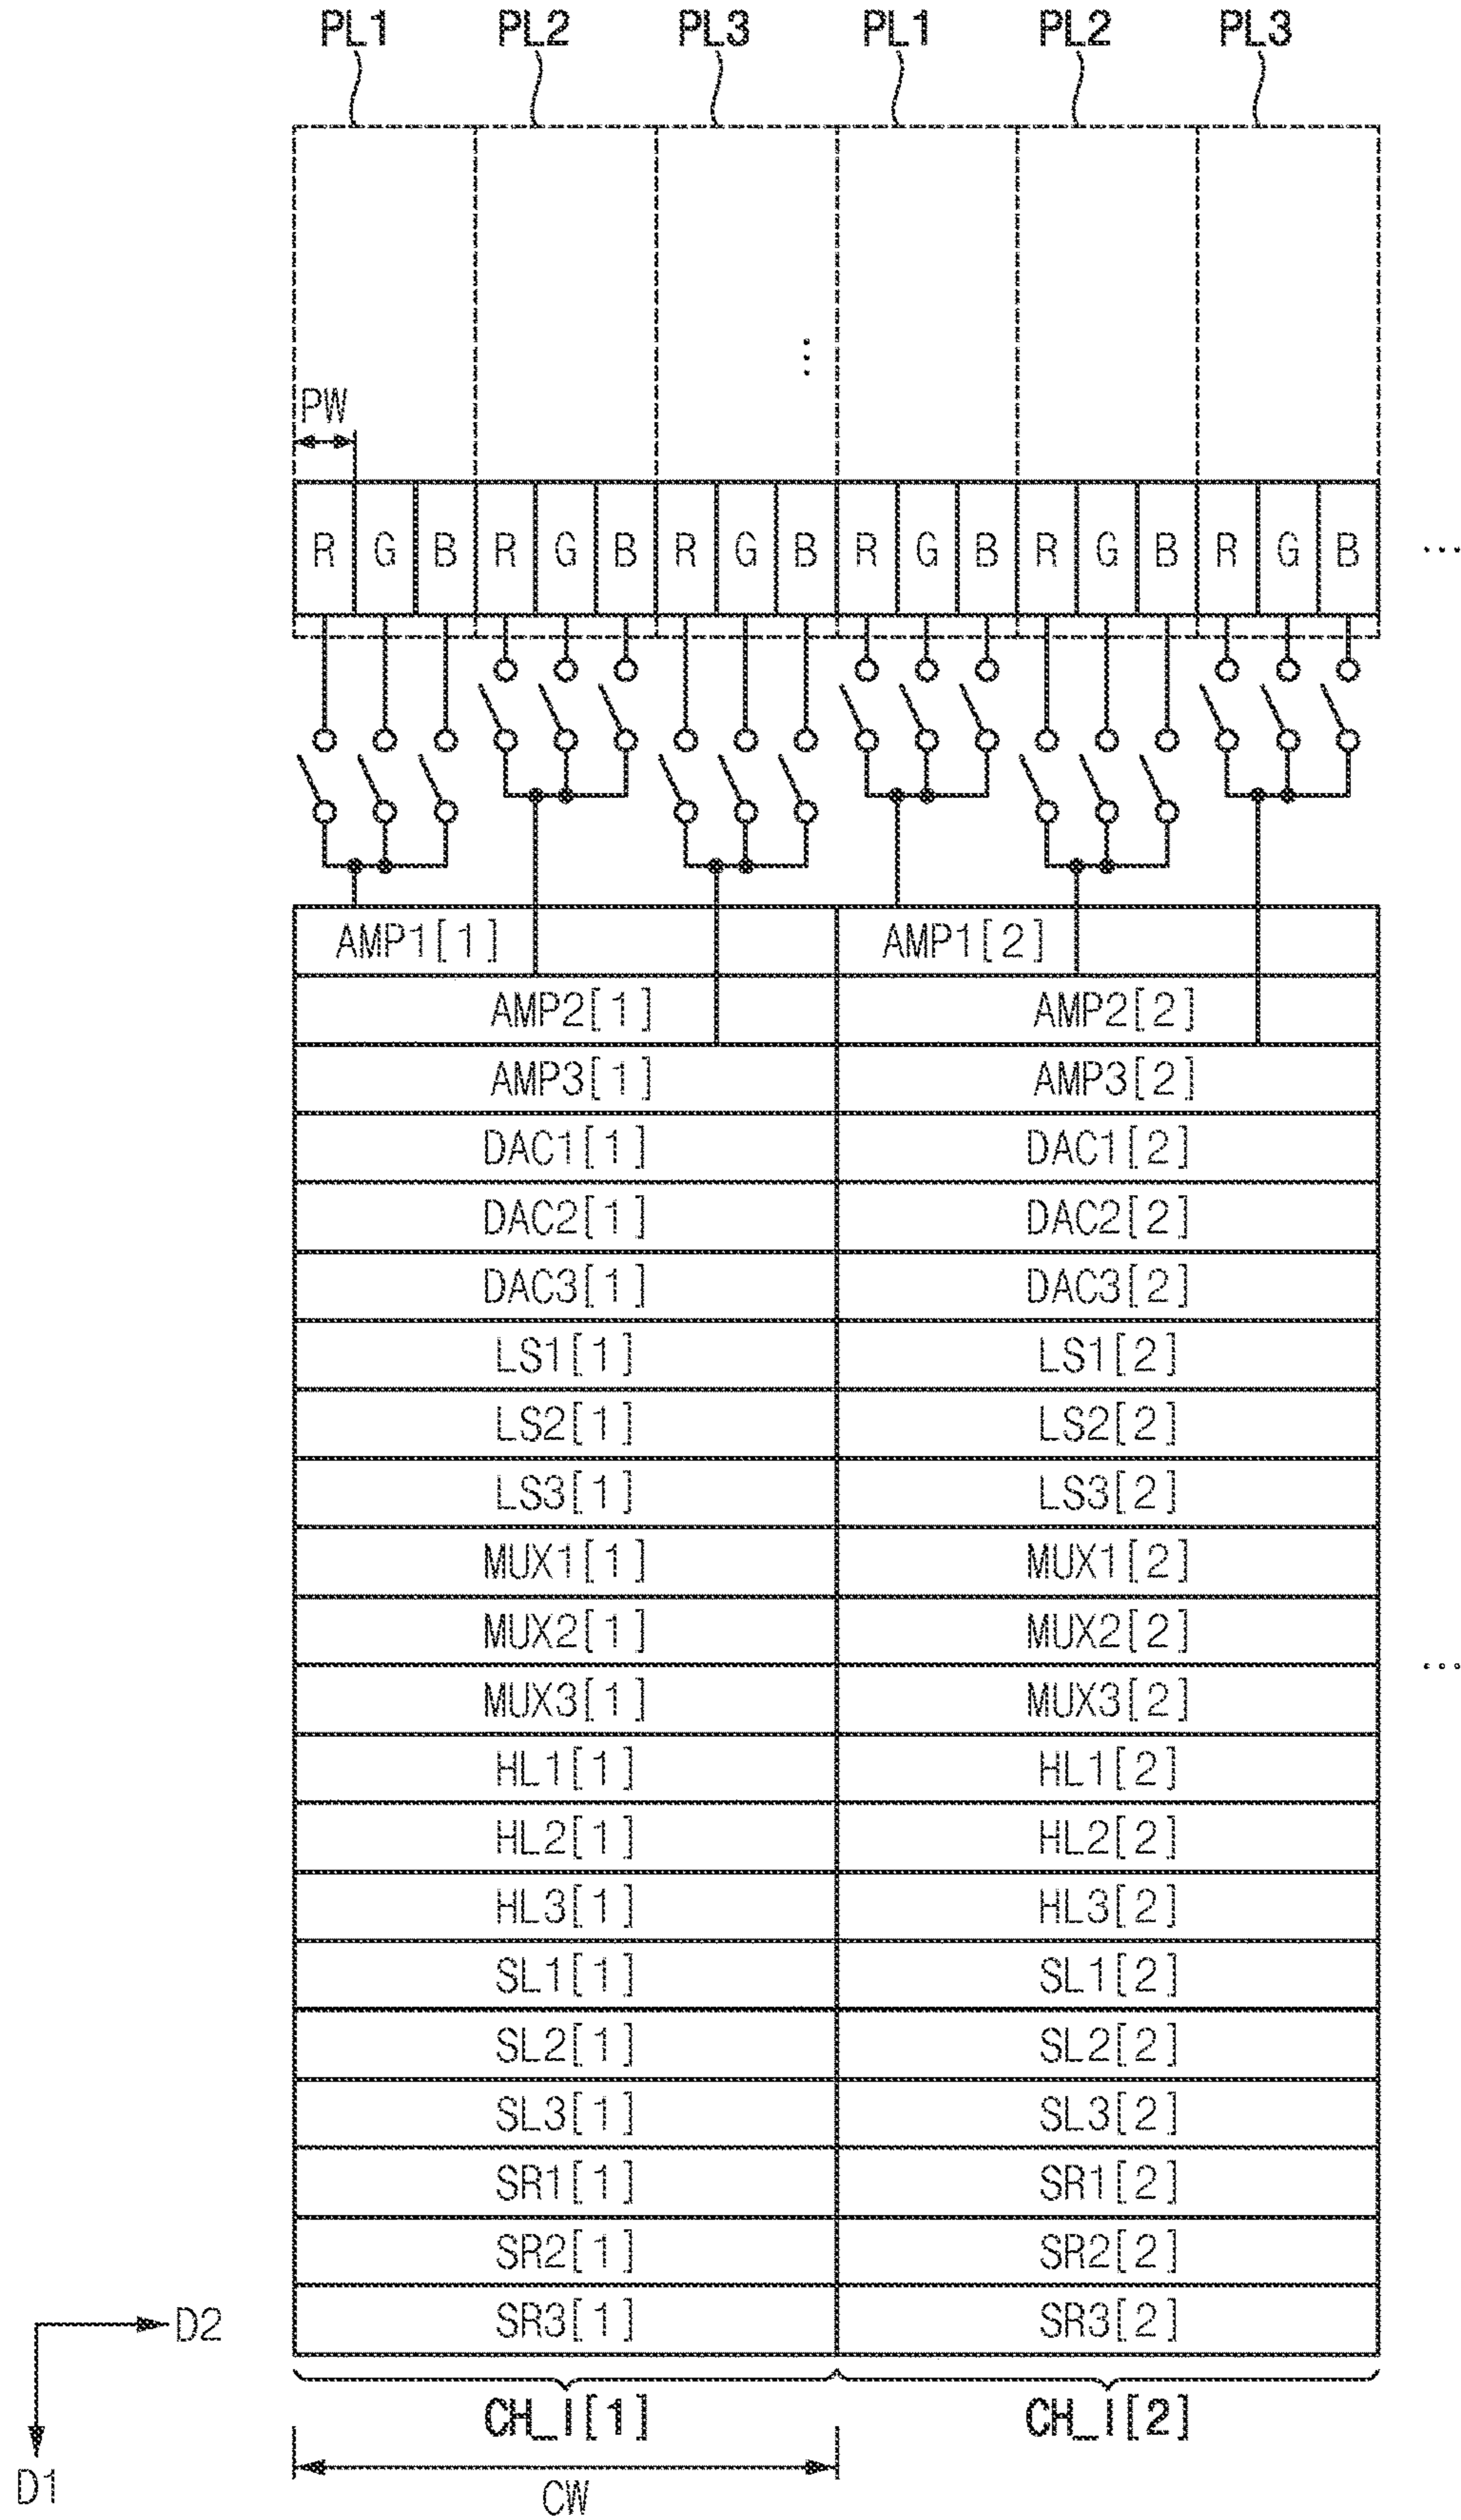 PL1 PL2 PL3 PL1 PL2 PL3
PW
R G B R G B R G B R G B R G B R G B ...
AMP1[1] AMP1[2]
AMP2[1] AMP2[2]
AMP3[1] AMP3[2]
DAC1[1] DAC1[2]
DAC2[1] DAC2[2]
DAC3[1] DAC3[2]
LS1[1] LS1[2]
LS2[1] LS2[2]
LS3[1] LS3[2]
MUX1[1] MUX1[2]
MUX2[1] MUX2[2]
MUX3[1] MUX3[2] ...
HL1[1] HL1[2]
HL2[1] HL2[2]
HL3[1] HL3[2]
SL1[1] SL1[2]
SL2[1] SL2[2]
SL3[1] SL3[2]
SR1[1] SR1[2]
SR2[1] SR2[2]
SR3[1] SR3[2]
D2
CH_I[1] CH_I[2]
D1
CW